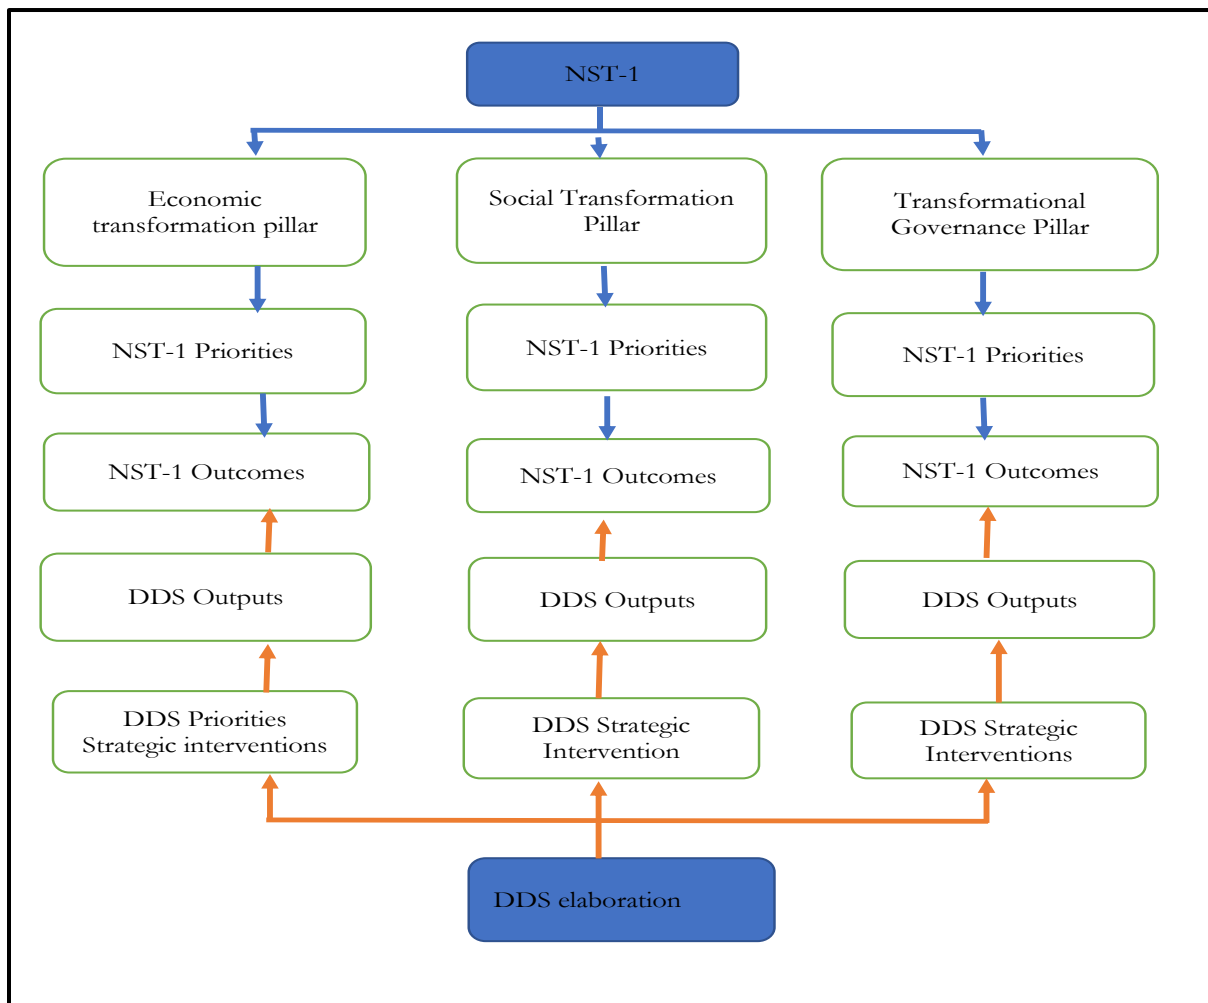 NST-1
Economic
transformation pillar
Social Transformation
Pillar
Transformational
Governance Pillar
NST-1 Priorities
NST-1 Priorities
NST-1 Priorities
NST-1 Outcomes
NST-1 Outcomes
NST-1 Outcomes
DDS Outputs
DDS Outputs
DDS Outputs
DDS Priorities
Strategic interventions
DDS Strategic
Intervention
DDS Strategic
Interventions
DDS elaboration